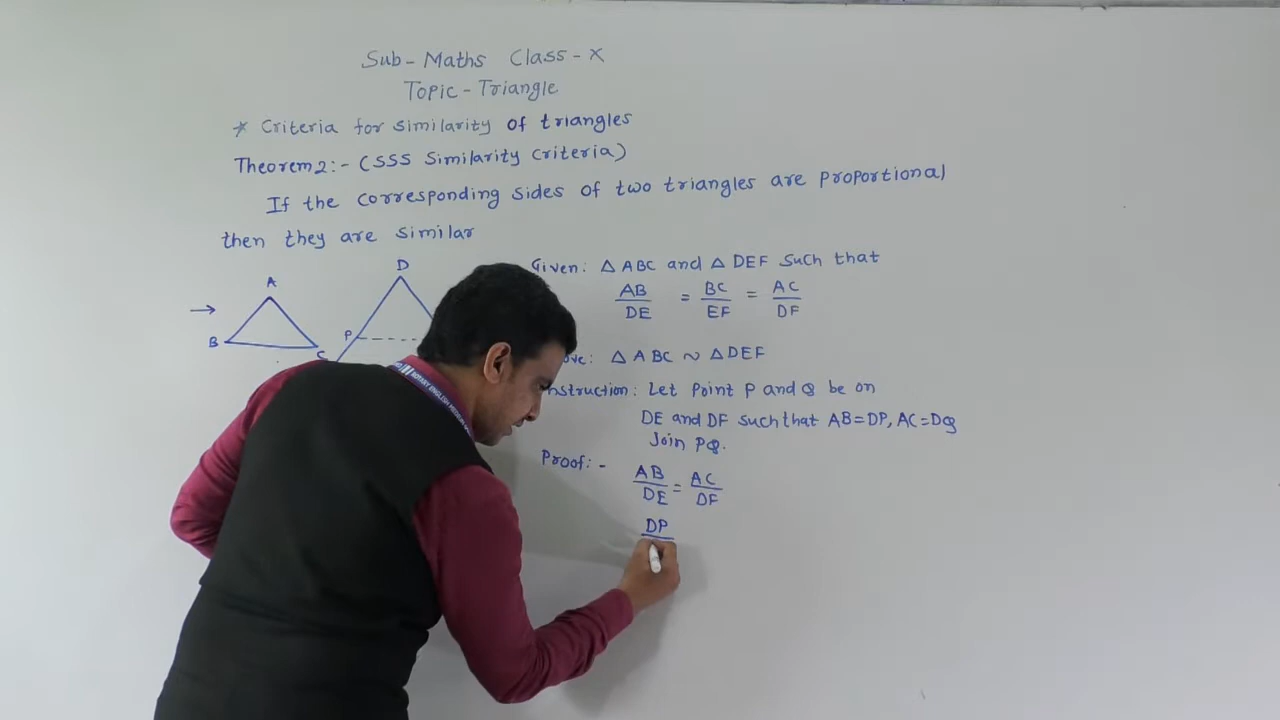 Sub- Maths Class - X
Topic - Triangle
* Criteria for similarity of triangles
Theorem 2:- (SSS Similarity Criteria)
If the corresponding sides of two triangles are proportional
then they are similar
→
A
B
C
D
P
Given: △ ABC and △ DEF such that
AB/DE = BC/EF = AC/DF
ove: △ ABC ~ △DEF
nstruction: Let point P and Q be on
DE and DF such that AB=DP, AC=DQ
Join PQ.
Proof:- AB/DE = AC/DF
DP